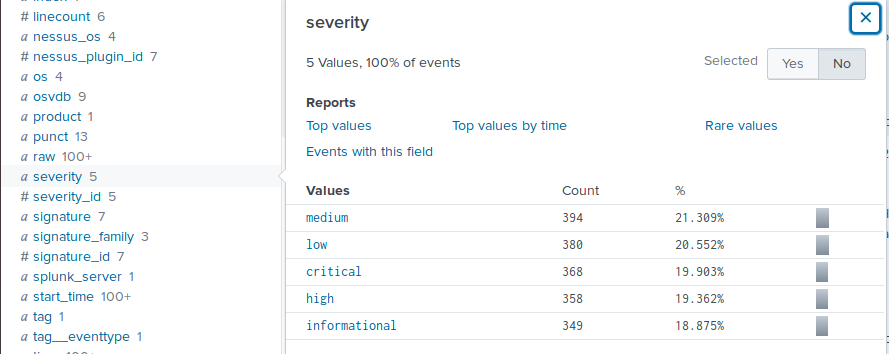 # linecount 6
a nessus_os 4
# nessus_plugin_id 7
a os 4
a osvdb 9
a product 1
a punct 13
a raw 100+
a severity 5
# severity_id 5
a signature 7
a signature_family 3
# signature_id 7
a splunk_server 1
a start_time 100+
a tag 1
a tag__eventtype 1
severity
5 Values, 100% of events
Selected Yes No
Reports
Top values Top values by time Rare values
Events with this field
Values Count %
medium 394 21.309%
low 380 20.552%
critical 368 19.903%
high 358 19.362%
informational 349 18.875%